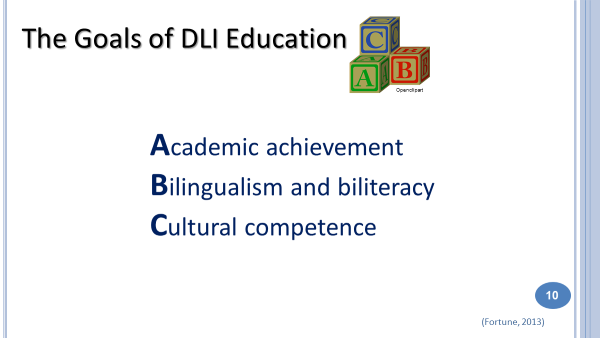 The Goals of DLI Education
C
A
B
Openclipart
Academic achievement
Bilingualism and biliteracy
Cultural competence
10
(Fortune, 2013)